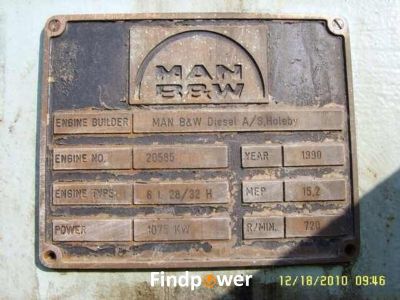 MAN
B&W
ENGINE BUILDER MAN B&W Diesel A/S, Holeby
ENGINE NO. 20585 YEAR 1990
ENGINE TYPE: 6 L 28/32 H MEP 15.2
POWER 1075 KW R/MIN. 720
Findpower 12/18/2010 09:46